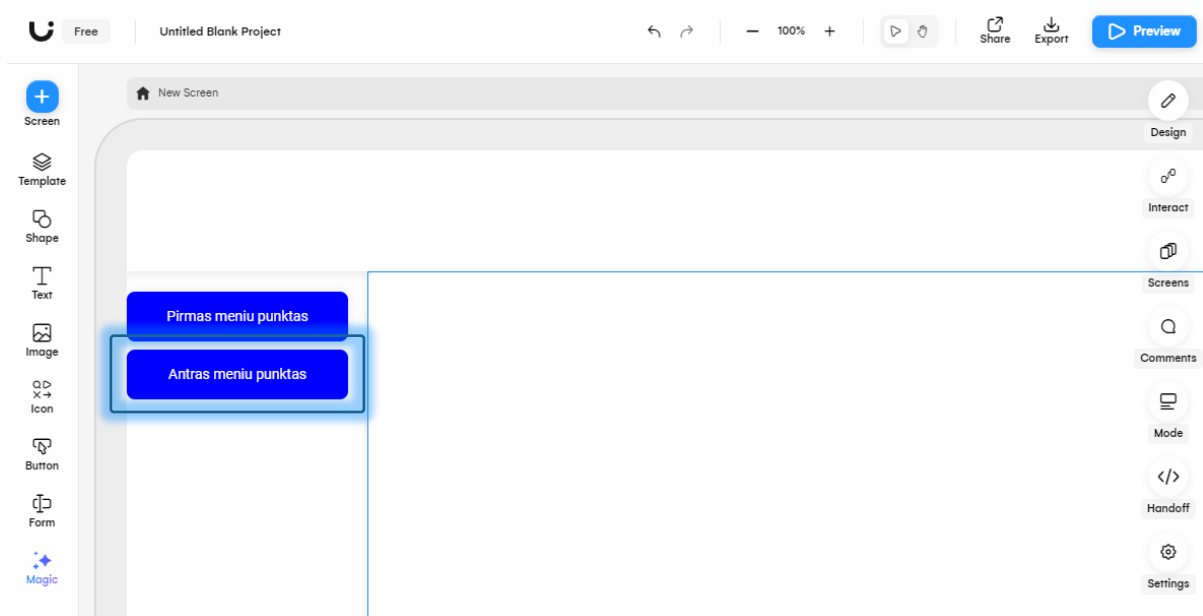 Free
Untitled Blank Project
100%
Share
Export
Preview
Screen
Template
Shape
Text
Image
Icon
Button
Form
Magic
New Screen
Pirmas meniu punktas
Antras meniu punktas
Design
Interact
Screens
Comments
Mode
Handoff
Settings